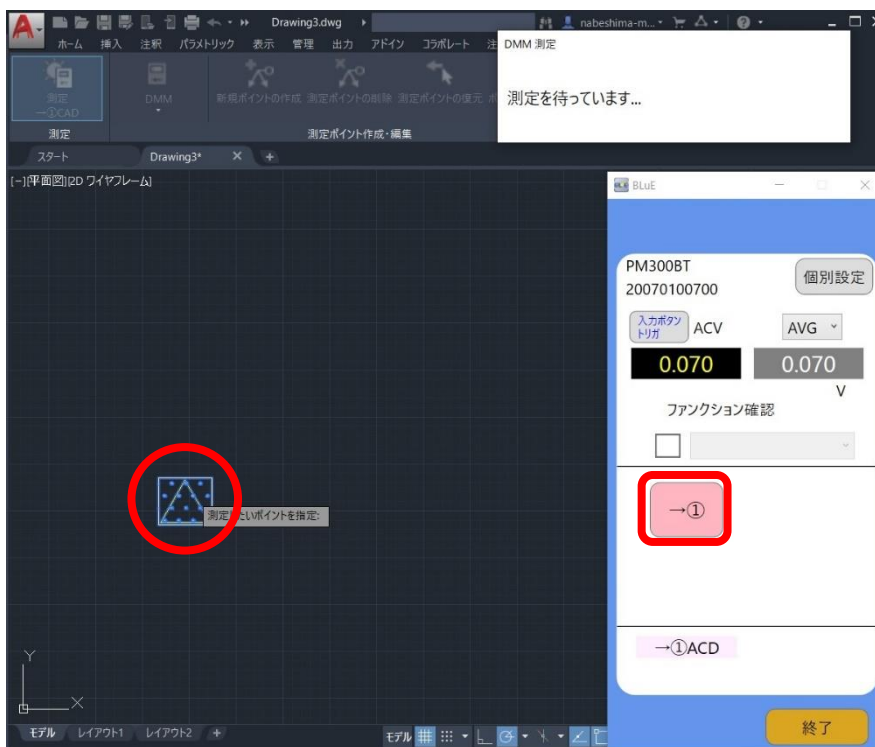 A
Drawing3.dwg
nabeshima-m...
ホーム 挿入 注釈 パラメトリック 表示 管理 出力 アドイン コラボレート 注
DMM 測定
測定を待っています...
測定
→①CAD
DMM
新規ポイントの作成 測定ポイントの削除 測定ポイントの復元
測定
測定ポイント作成・編集
スタート
Drawing3*
[−][平面図][2D ワイヤフレーム]
測定したいポイントを指定:
Y
X
モデル レイアウト1 レイアウト2 +
モデル
BLuE
PM300BT
20070100700
個別設定
入力ボタン
トリガ
ACV
AVG
0.070
0.070
V
ファンクション確認
→①
→①ACD
終了